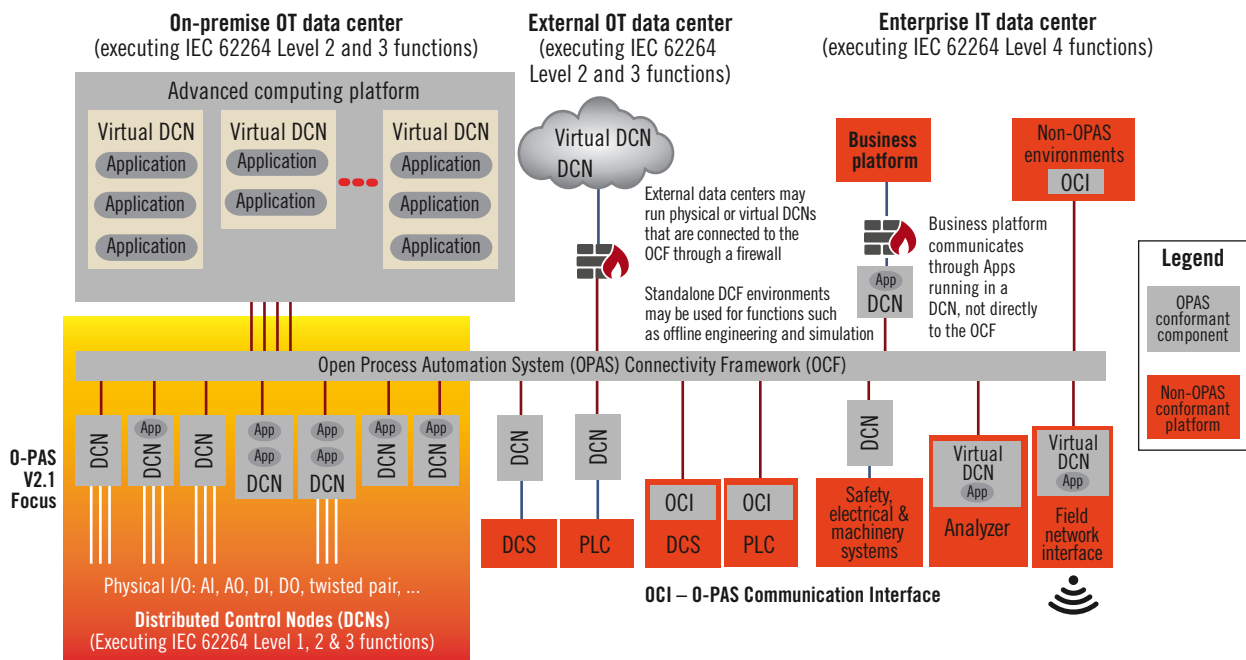 On-premise OT data center
(executing IEC 62264 Level 2 and 3 functions)
External OT data center
(executing IEC 62264
Level 2 and 3 functions)
Enterprise IT data center
(executing IEC 62264 Level 4 functions)
Advanced computing platform
Virtual DCN
Application
Application
Application
Virtual DCN
Application
Application
Virtual DCN
Application
Application
Application
Virtual DCN
DCN
External data centers may
run physical or virtual DCNs
that are connected to the
OCF through a firewall
Standalone DCF environments
may be used for functions such
as offline engineering and simulation
Business
platform
App
DCN
Business platform
communicates
through Apps
running in a
DCN, not directly
to the OCF
Non-OPAS
environments
OCI
Legend
OPAS
conformant
component
Non-OPAS
conformant
platform
Open Process Automation System (OPAS) Connectivity Framework (OCF)
O-PAS
V2.1
Focus
DCN
App
DCN
DCN
App
App
DCN
App
App
DCN
App
DCN
App
DCN
Physical I/O: AI, AO, DI, DO, twisted pair, ...
Distributed Control Nodes (DCNs)
(Executing IEC 62264 Level 1, 2 & 3 functions)
DCN
DCS
DCN
PLC
OCI
DCS
OCI
PLC
DCN
Safety,
electrical &
machinery
systems
Virtual
DCN
App
Analyzer
Virtual
DCN
App
Field
network
interface
OCI – O-PAS Communication Interface